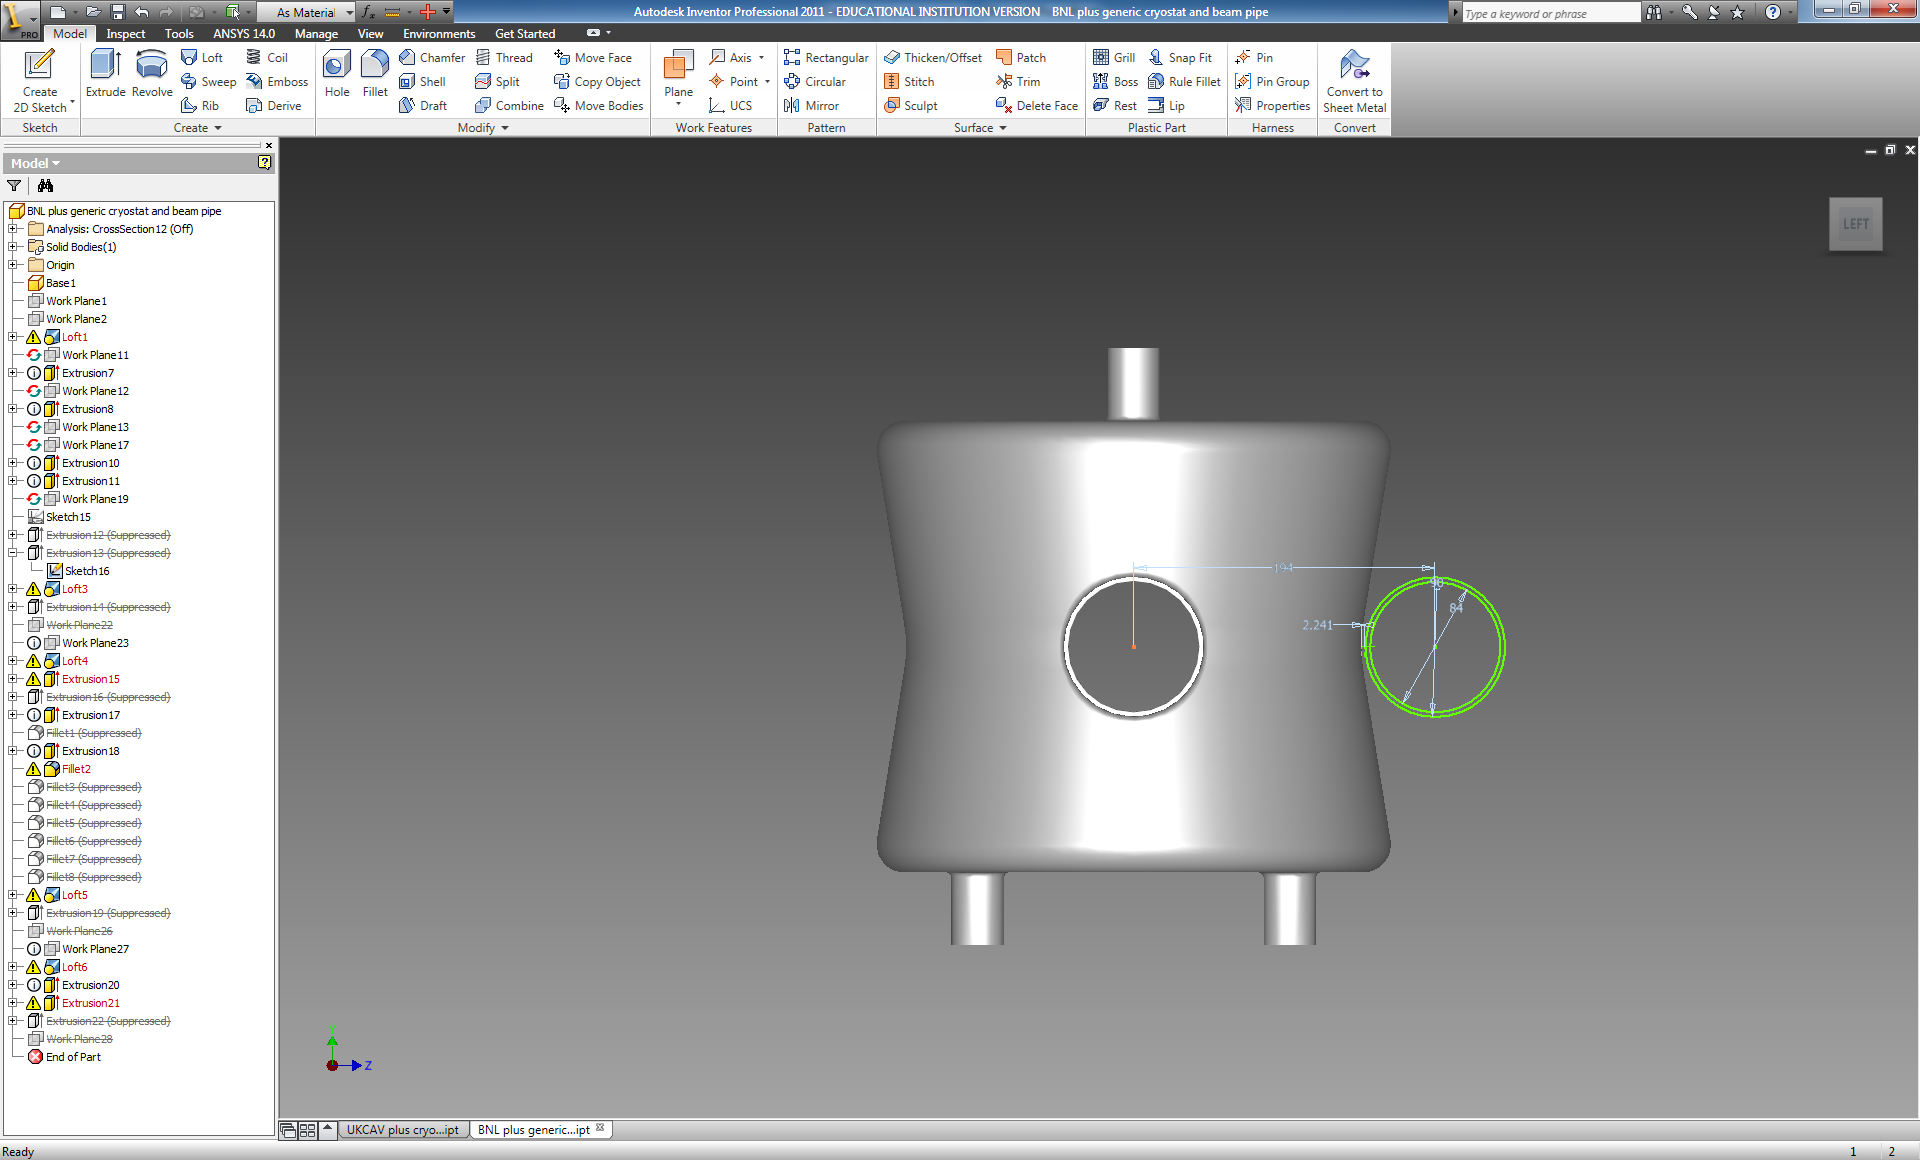 As Material
Autodesk Inventor Professional 2011 - EDUCATIONAL INSTITUTION VERSION BNL plus generic cryostat and beam pipe
Type a keyword or phrase
PRO
Model Inspect Tools ANSYS 14.0 Manage View Environments Get Started
Create
2D Sketch
Sketch
Extrude
Revolve
Loft
Sweep
Rib
Coil
Emboss
Derive
Create
Hole
Fillet
Chamfer
Shell
Draft
Thread
Split
Combine
Move Face
Copy Object
Move Bodies
Modify
Plane
Axis
Point
UCS
Work Features
Rectangular
Circular
Mirror
Pattern
Thicken/Offset
Stitch
Sculpt
Patch
Trim
Delete Face
Surface
Grill
Boss
Rest
Snap Fit
Rule Fillet
Lip
Plastic Part
Pin
Pin Group
Properties
Harness
Convert to
Sheet Metal
Convert
Model
BNL plus generic cryostat and beam pipe
Analysis: CrossSection12 (Off)
Solid Bodies(1)
Origin
Base1
Work Plane1
Work Plane2
Loft1
Work Plane11
Extrusion7
Work Plane12
Extrusion8
Work Plane13
Work Plane17
Extrusion10
Extrusion11
Work Plane19
Sketch15
Extrusion12 (Suppressed)
Extrusion13 (Suppressed)
Sketch16
Loft3
Extrusion14 (Suppressed)
Work Plane22
Work Plane23
Loft4
Extrusion15
Extrusion16 (Suppressed)
Extrusion17
Fillet1 (Suppressed)
Extrusion18
Fillet2
Fillet3 (Suppressed)
Fillet4 (Suppressed)
Fillet5 (Suppressed)
Fillet6 (Suppressed)
Fillet7 (Suppressed)
Fillet8 (Suppressed)
Loft5
Extrusion19 (Suppressed)
Work Plane26
Work Plane27
Loft6
Extrusion20
Extrusion21
Extrusion22 (Suppressed)
Work Plane28
End of Part
LEFT
194
90
84
2.241
Y
Z
UKCAV plus cryo...ipt
BNL plus generic...ipt
Ready
1 2